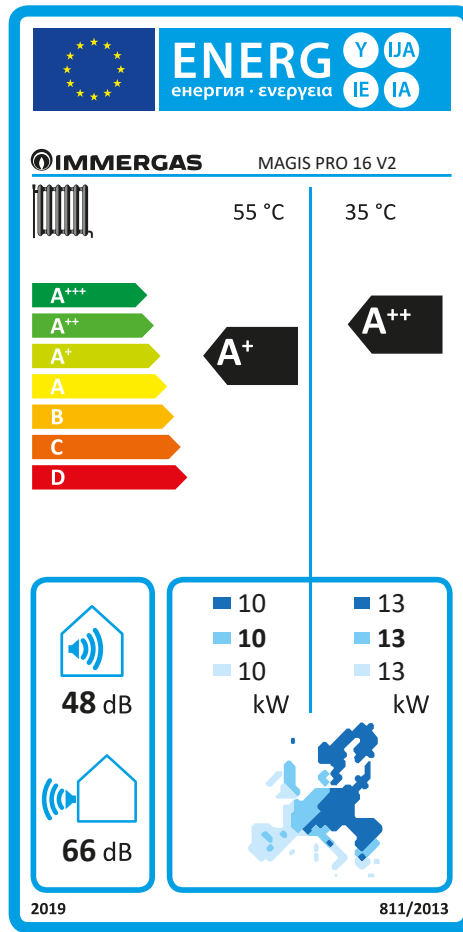 ENERG Y IJA
енергия · ενεργεια IE IA
IMMERGAS MAGIS PRO 16 V2
55 °C 35 °C
A+++
A++
A+
A
B
C
D
A+
A++
48 dB
66 dB
10 13
10 13
10 13
kW kW
2019 811/2013